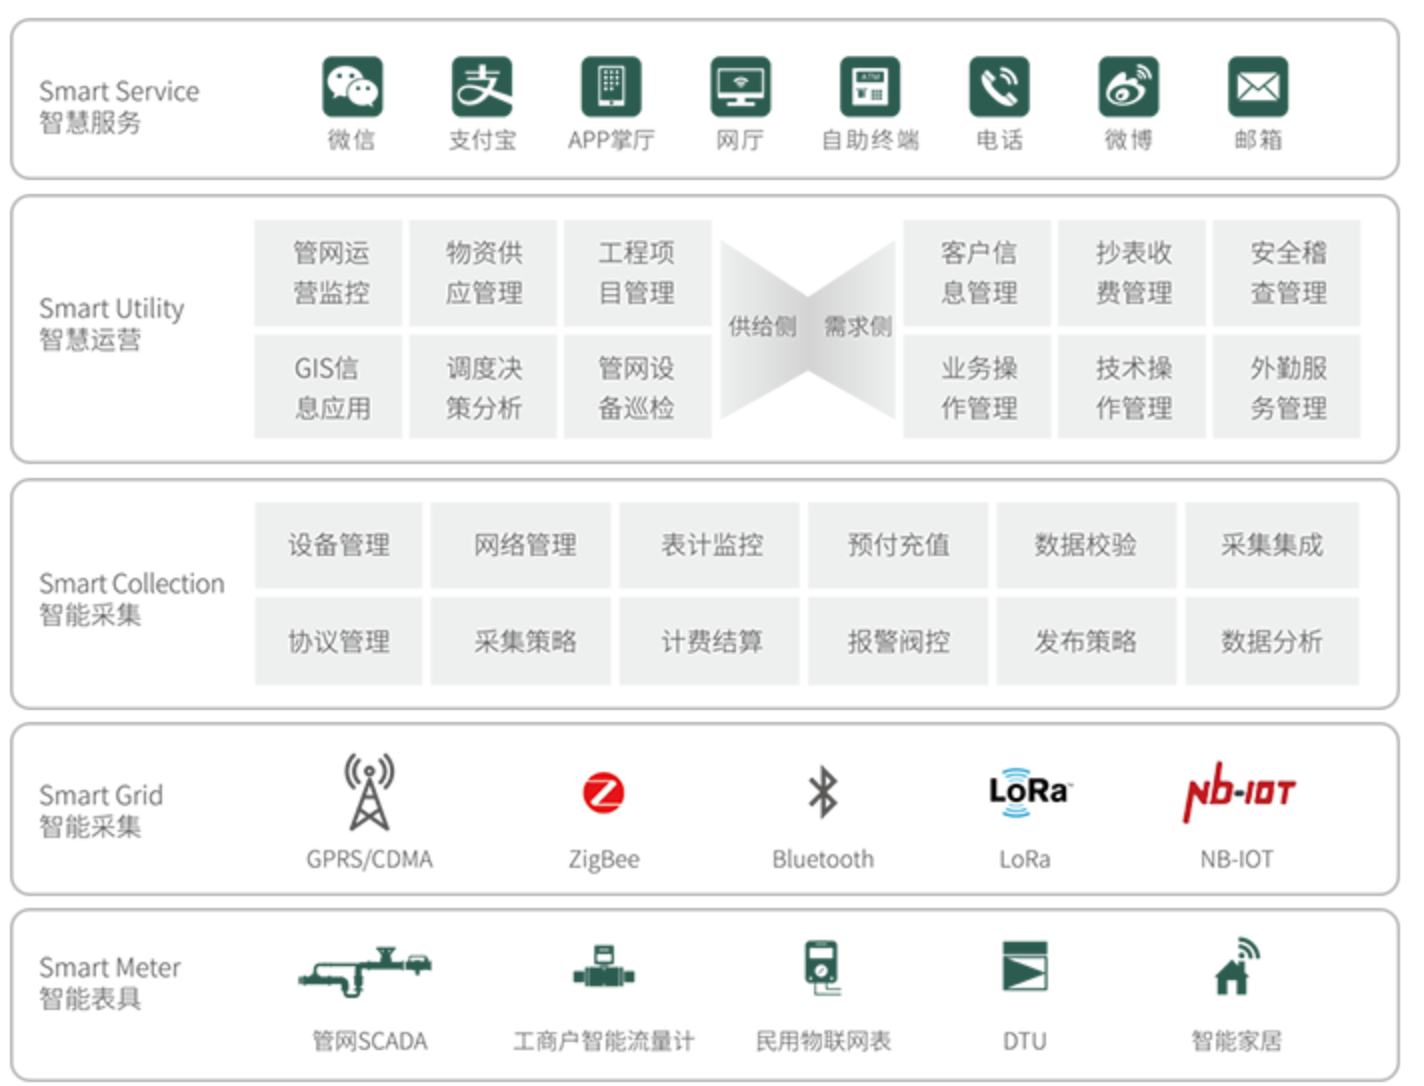 Smart Service
智慧服务
微信
支付宝
APP掌厅
网厅
ATM
自助终端
电话
微博
邮箱
Smart Utility
智慧运营
管网运
营监控
物资供
应管理
工程项
目管理
GIS信
息应用
调度决
策分析
管网设
备巡检
供给侧
需求侧
客户信
息管理
抄表收
费管理
安全稽
查管理
业务操
作管理
技术操
作管理
外勤服
务管理
Smart Collection
智能采集
设备管理
网络管理
表计监控
预付充值
数据校验
采集集成
协议管理
采集策略
计费结算
报警阀控
发布策略
数据分析
Smart Grid
智能采集
LoRa™
Nb-IOT
GPRS/CDMA
ZigBee
Bluetooth
LoRa
NB-IOT
Smart Meter
智能表具
管网SCADA
工商户智能流量计
民用物联网表
DTU
智能家居